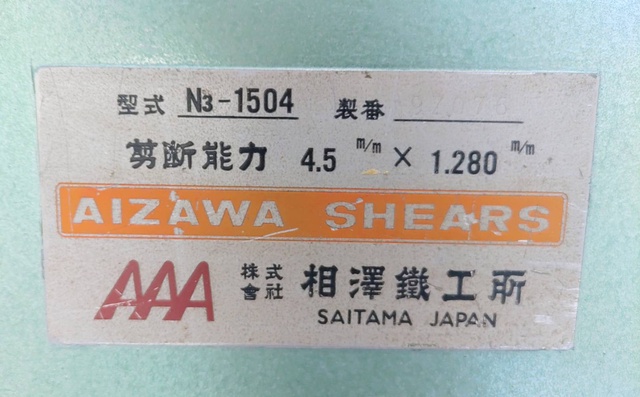 型式 N3-1504 製番
剪断能力 4.5 m/m × 1.280 m/m
AIZAWA SHEARS
AAA 株式會社 相澤鐵工所
SAITAMA JAPAN